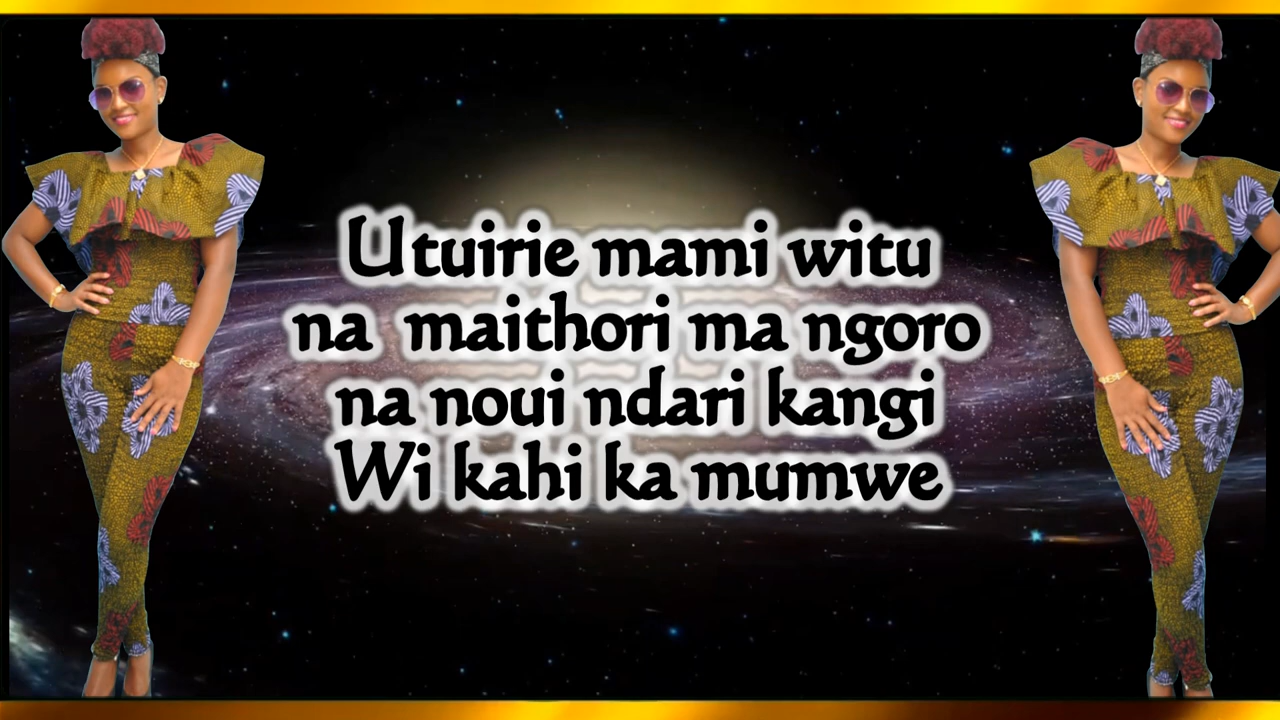 Utuirie mami witu
na maithori ma ngoro
na noui ndari kangi
Wi kahi ka mumwe